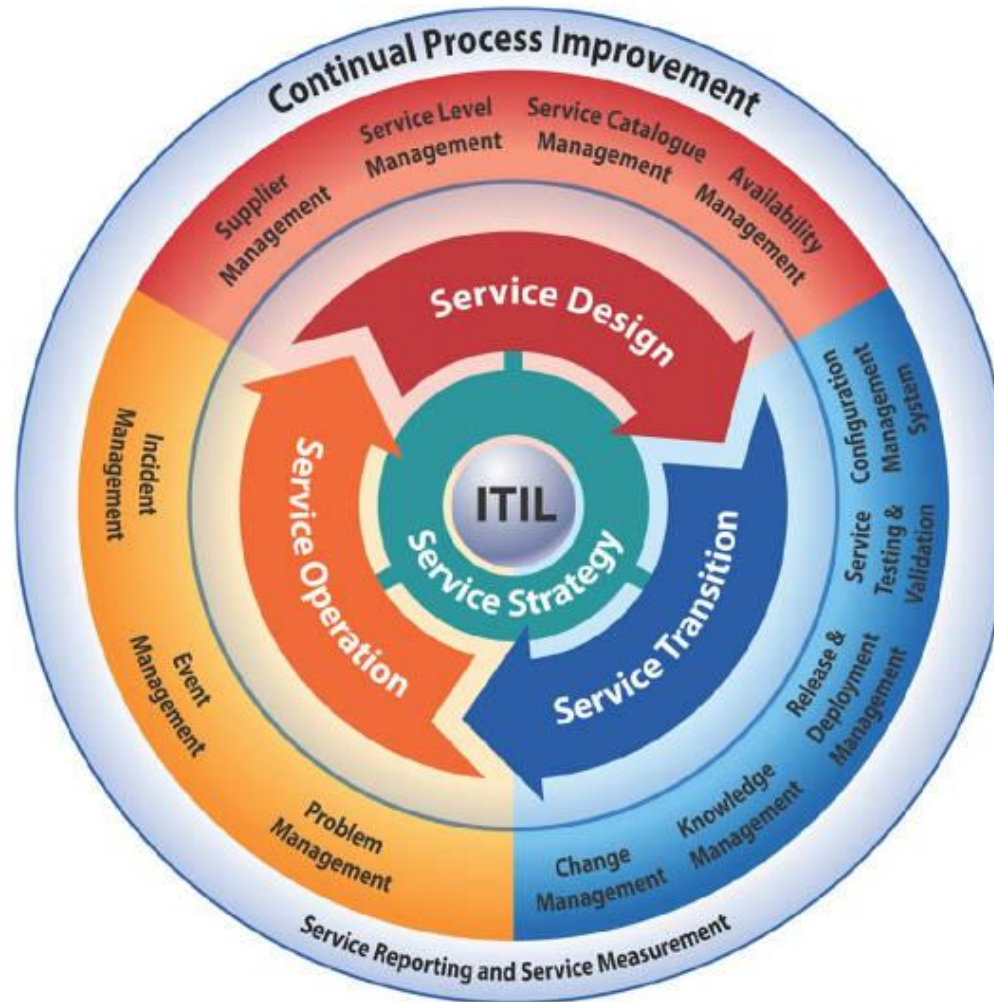 Continual Process Improvement
Supplier
Management
Service Level
Management
Service Catalogue
Management
Availability
Management
Configuration
Management
System
Service
Testing &
Validation
Release &
Deployment
Management
Knowledge
Management
Change
Management
Problem
Management
Event
Management
Incident
Management
Service Design
Service Transition
Service Operation
Service Strategy
ITIL
Service Reporting and Service Measurement